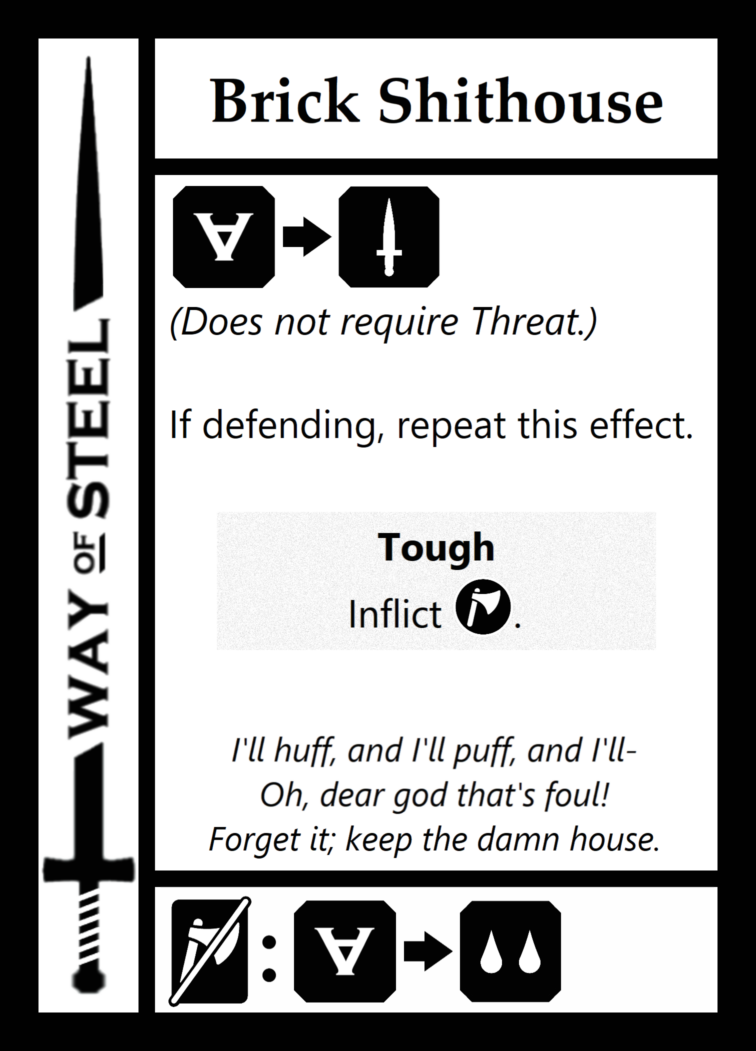 Brick Shithouse
∀
(Does not require Threat.)
If defending, repeat this effect.
Tough
Inflict .
I'll huff, and I'll puff, and I'll-
Oh, dear god that's foul!
Forget it; keep the damn house.
: ∀
WAY OF STEEL